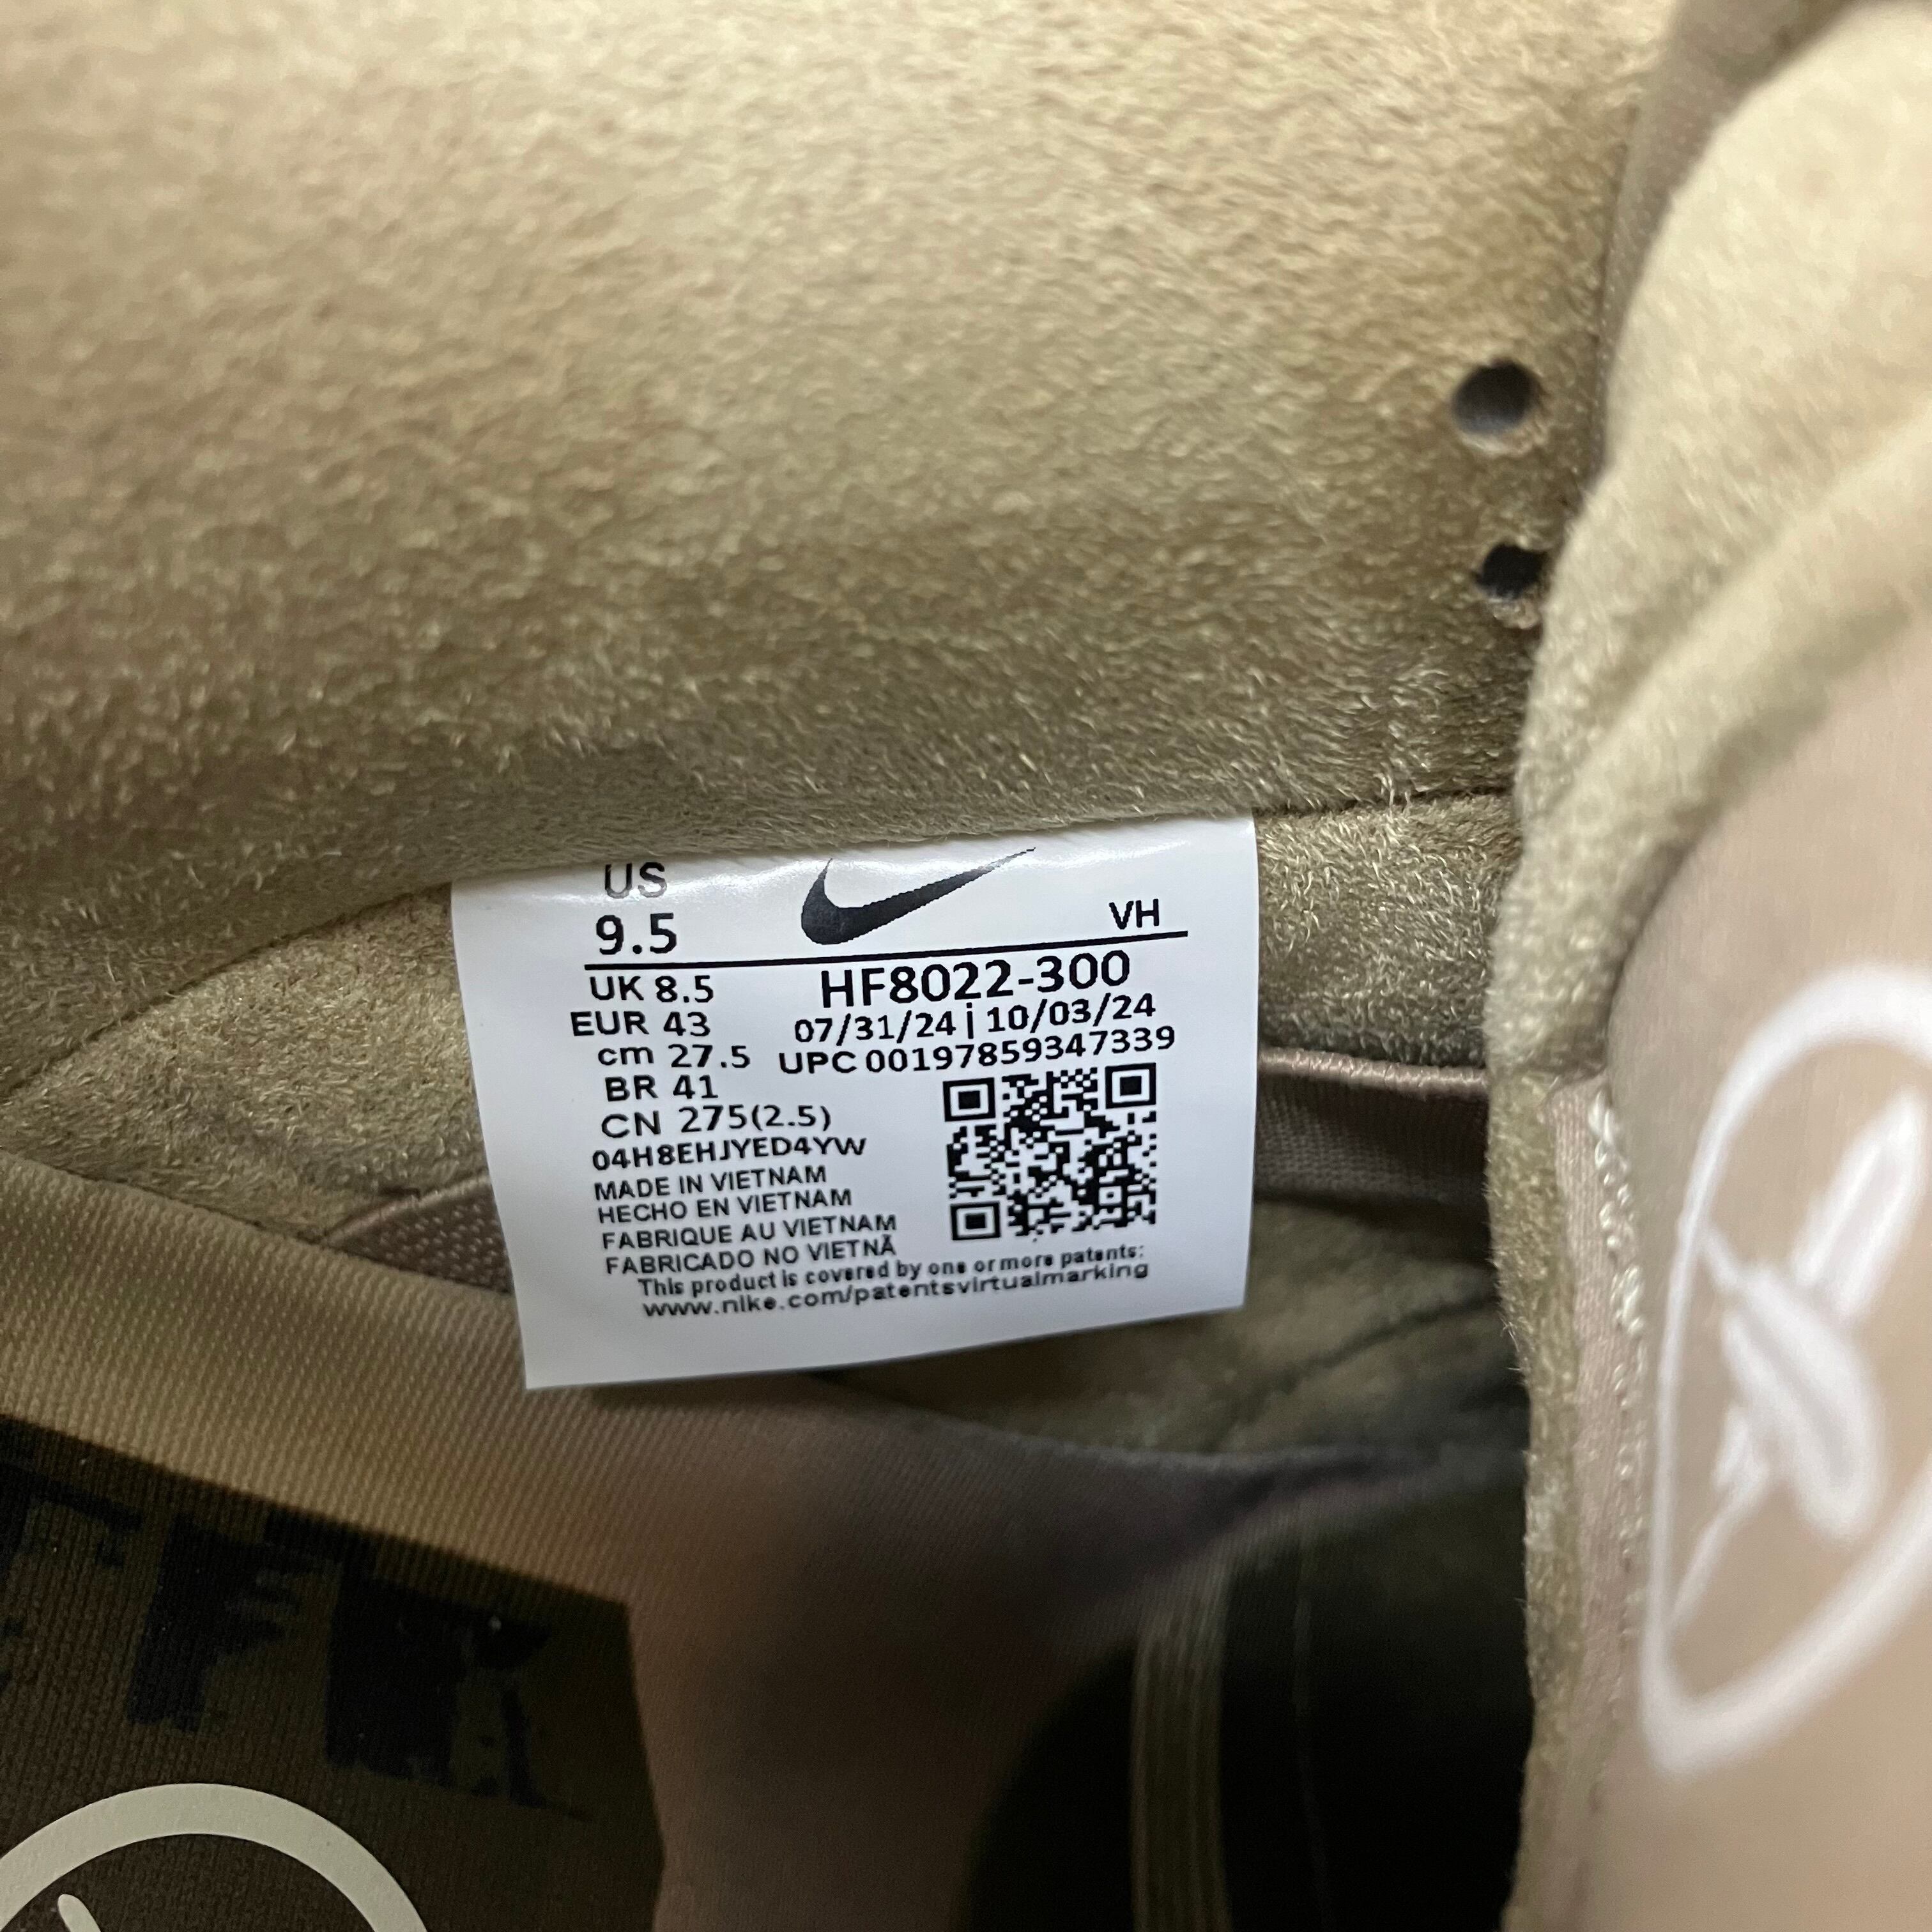 US
9.5
VH
UK 8.5
HF8022-300
EUR 43
07/31/24 | 10/03/24
cm 27.5
UPC 00197859347339
BR 41
CN 275(2.5)
04H8EHJYED4YW
MADE IN VIETNAM
HECHO EN VIETNAM
FABRIQUE AU VIETNAM
FABRICADO NO VIETNÃ
This product is covered by one or more patents:
www.nike.com/patentsvirtualmarking